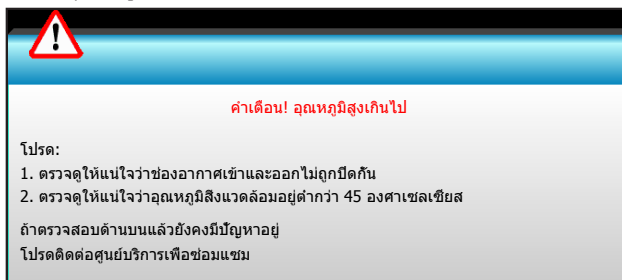 คำเตือน! อุณหภูมิสูงเกินไป
โปรด:
1. ตรวจดูให้แน่ใจว่าช่องอากาศเข้าและออกไม่ถูกปิดกั้น
2. ตรวจดูให้แน่ใจว่าอุณหภูมิสิ่งแวดล้อมอยู่ต่ำกว่า 45 องศาเซลเซียส
ถ้าตรวจสอบด้านบนแล้วยังคงมีปัญหาอยู่
โปรดติดต่อศูนย์บริการเพื่อซ่อมแซม